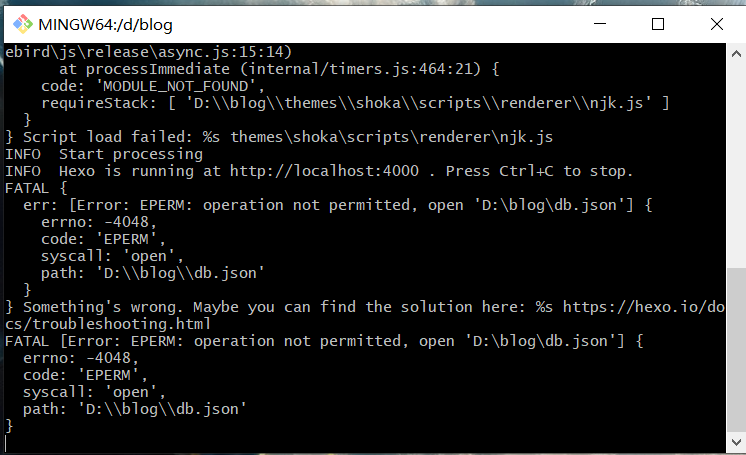 MINGW64:/d/blog
ebird\js\release\async.js:15:14)
at processImmediate (internal/timers.js:464:21) {
code: 'MODULE_NOT_FOUND',
requireStack: [ 'D:\\blog\\themes\\shoka\\scripts\\renderer\\njk.js' ]
}
} Script load failed: %s themes\shoka\scripts\renderer\njk.js
INFO  Start processing
INFO  Hexo is running at http://localhost:4000 . Press Ctrl+C to stop.
FATAL {
err: [Error: EPERM: operation not permitted, open 'D:\blog\db.json'] {
errno: -4048,
code: 'EPERM',
syscall: 'open',
path: 'D:\\blog\\db.json'
}
} Something's wrong. Maybe you can find the solution here: %s https://hexo.io/do
cs/troubleshooting.html
FATAL [Error: EPERM: operation not permitted, open 'D:\blog\db.json'] {
errno: -4048,
code: 'EPERM',
syscall: 'open',
path: 'D:\\blog\\db.json'
}